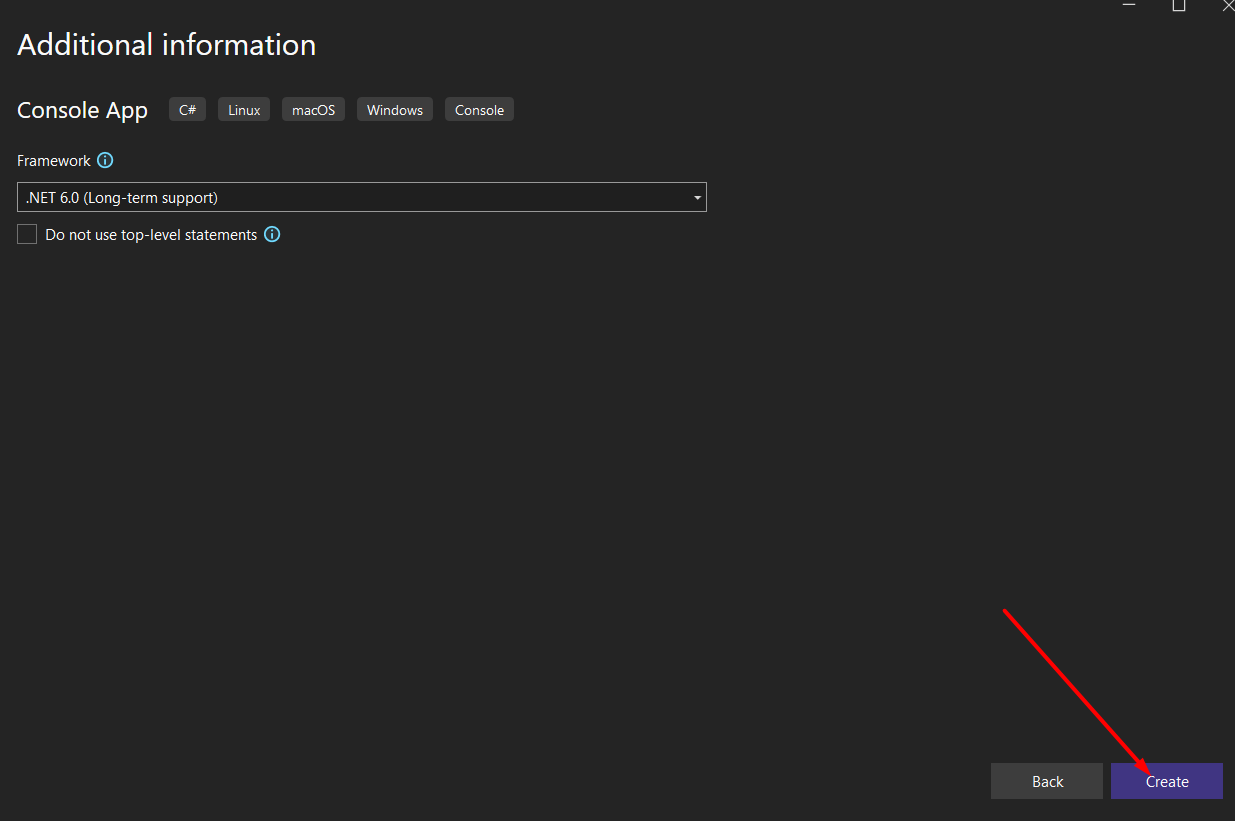 Additional information
Console App C# Linux macOS Windows Console
Framework
.NET 6.0 (Long-term support)
Do not use top-level statements
Back Create